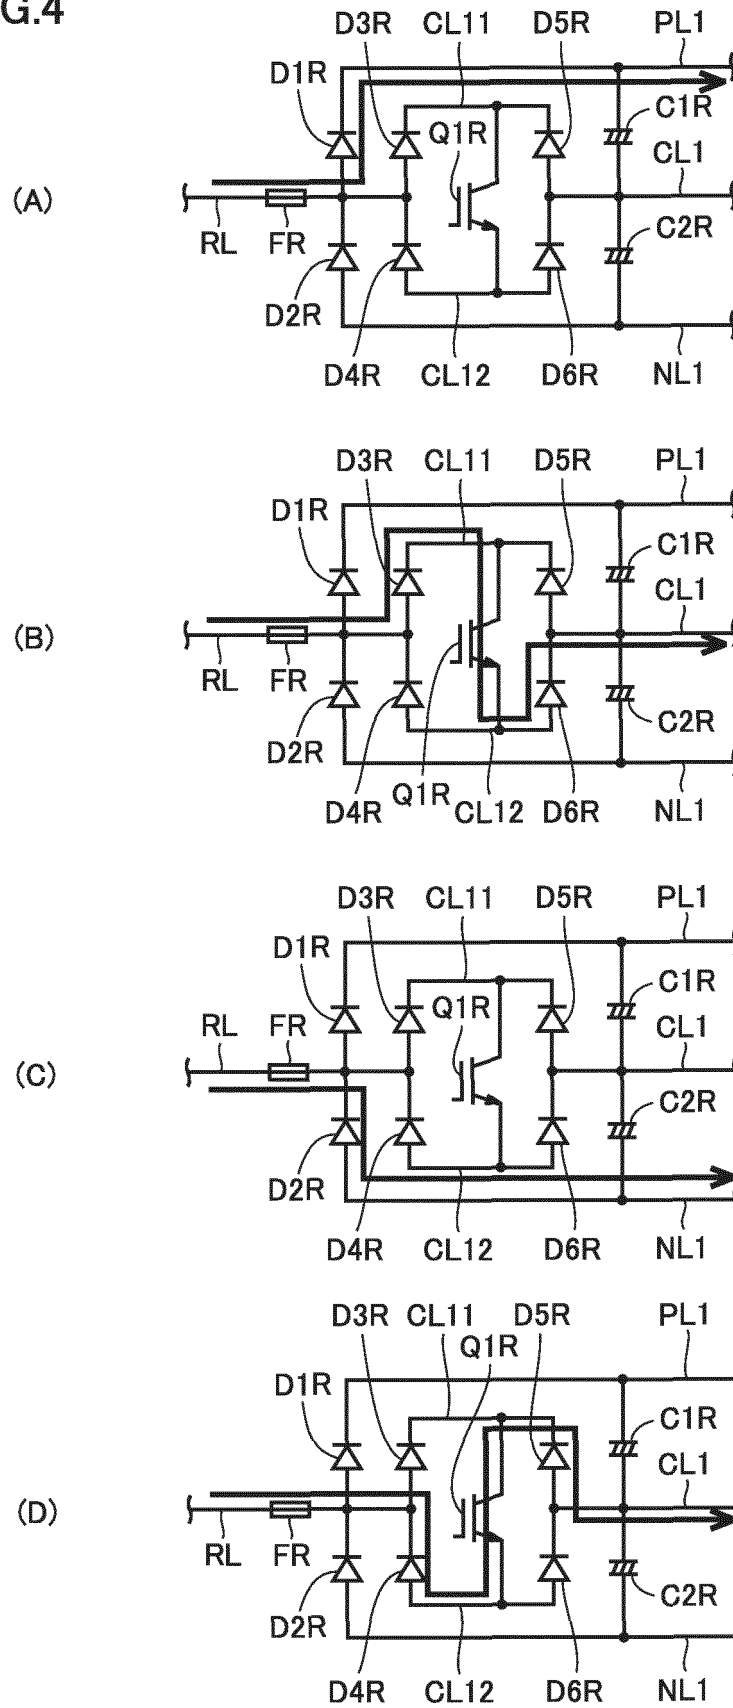 G.4
D3R CL11 D5R PL1
D1R
Q1R
C1R
CL1
(A)
RL FR
C2R
D2R
D4R CL12 D6R NL1
D3R CL11 D5R PL1
D1R
C1R
CL1
(B)
RL FR
C2R
D2R
D4R Q1R CL12 D6R NL1
D3R CL11 D5R PL1
D1R
C1R
Q1R
RL FR
CL1
(C)
C2R
D2R
D4R CL12 D6R NL1
D3R CL11 D5R PL1
Q1R
D1R
C1R
CL1
(D)
RL FR
C2R
D2R
D4R CL12 D6R NL1